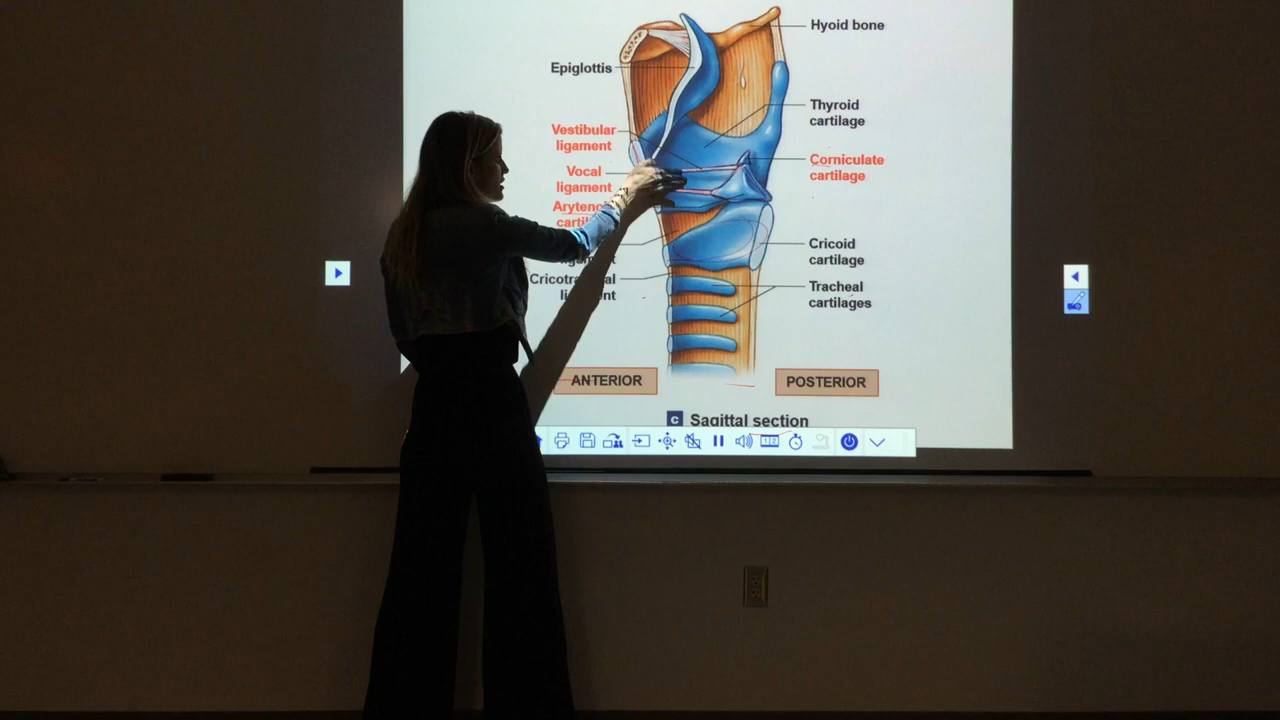 Hyoid bone
Epiglottis
Thyroid
cartilage
Vestibular
ligament
Corniculate
cartilage
Vocal
ligament
Cricoid
cartilage
Tracheal
cartilages
ANTERIOR
POSTERIOR
c Sagittal section